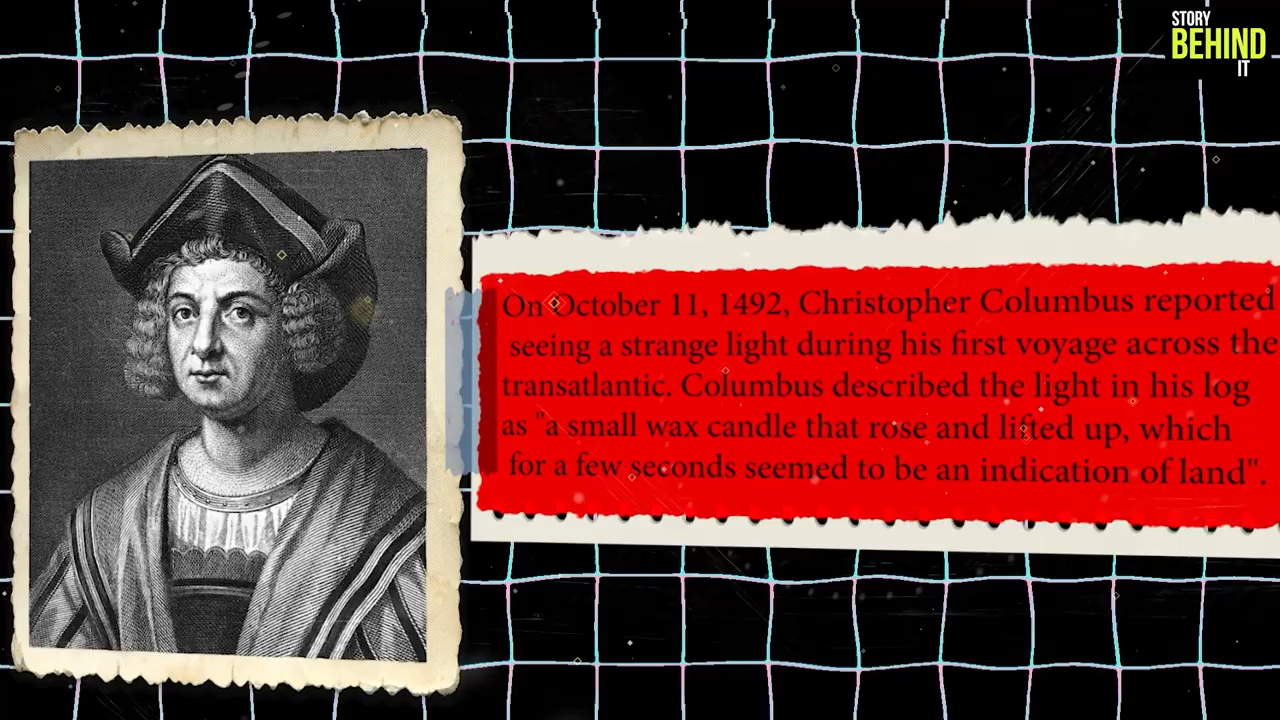 STORY
BEHIND
IT
On October 11, 1492, Christopher Columbus reported
seeing a strange light during his first voyage across the
transatlantic. Columbus described the light in his log
as "a small wax candle that rose and lifted up, which
for a few seconds seemed to be an indication of land".